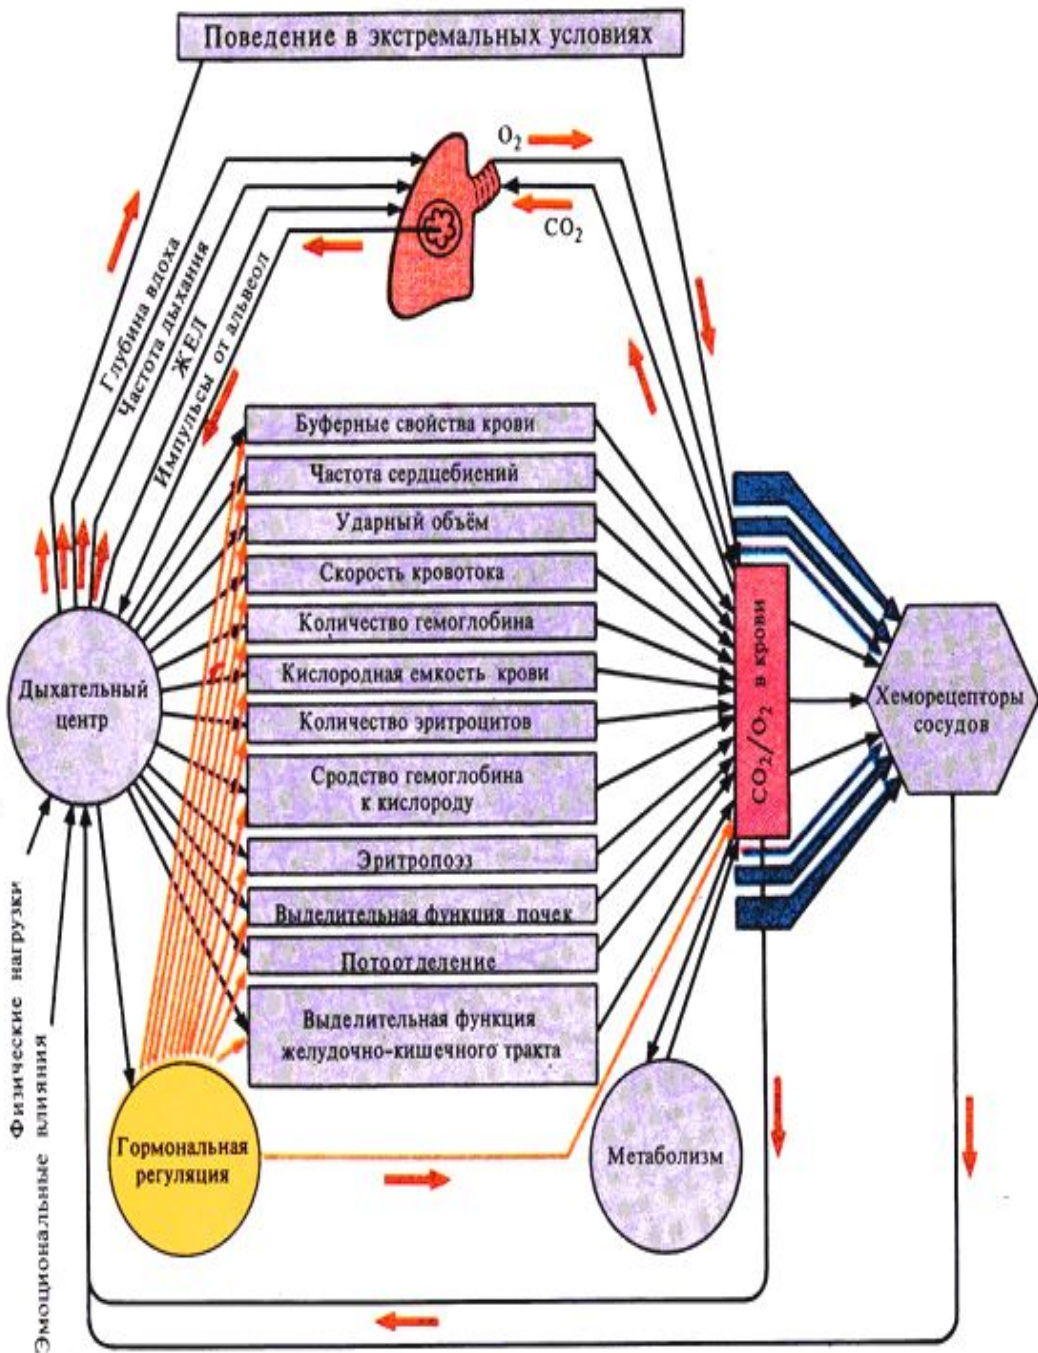 Поведение в экстремальных условиях
O₂
CO₂
Глубина вдоха
Частота дыхания
ЖЕЛ
Импульсы от альвеол
Буферные свойства крови
Частота сердцебиений
Ударный объём
Скорость кровотока
Количество гемоглобина
Кислородная емкость крови
Количество эритроцитов
Сродство гемоглобина
к кислороду
Эритропоэз
Выделительная функция почек
Потоотделение
Выделительная функция
желудочно-кишечного тракта
Дыхательный
центр
CO₂/O₂ в крови
Хеморецепторы
сосудов
Физические нагрузки
Эмоциональные влияния
Гормональная
регуляция
Метаболизм